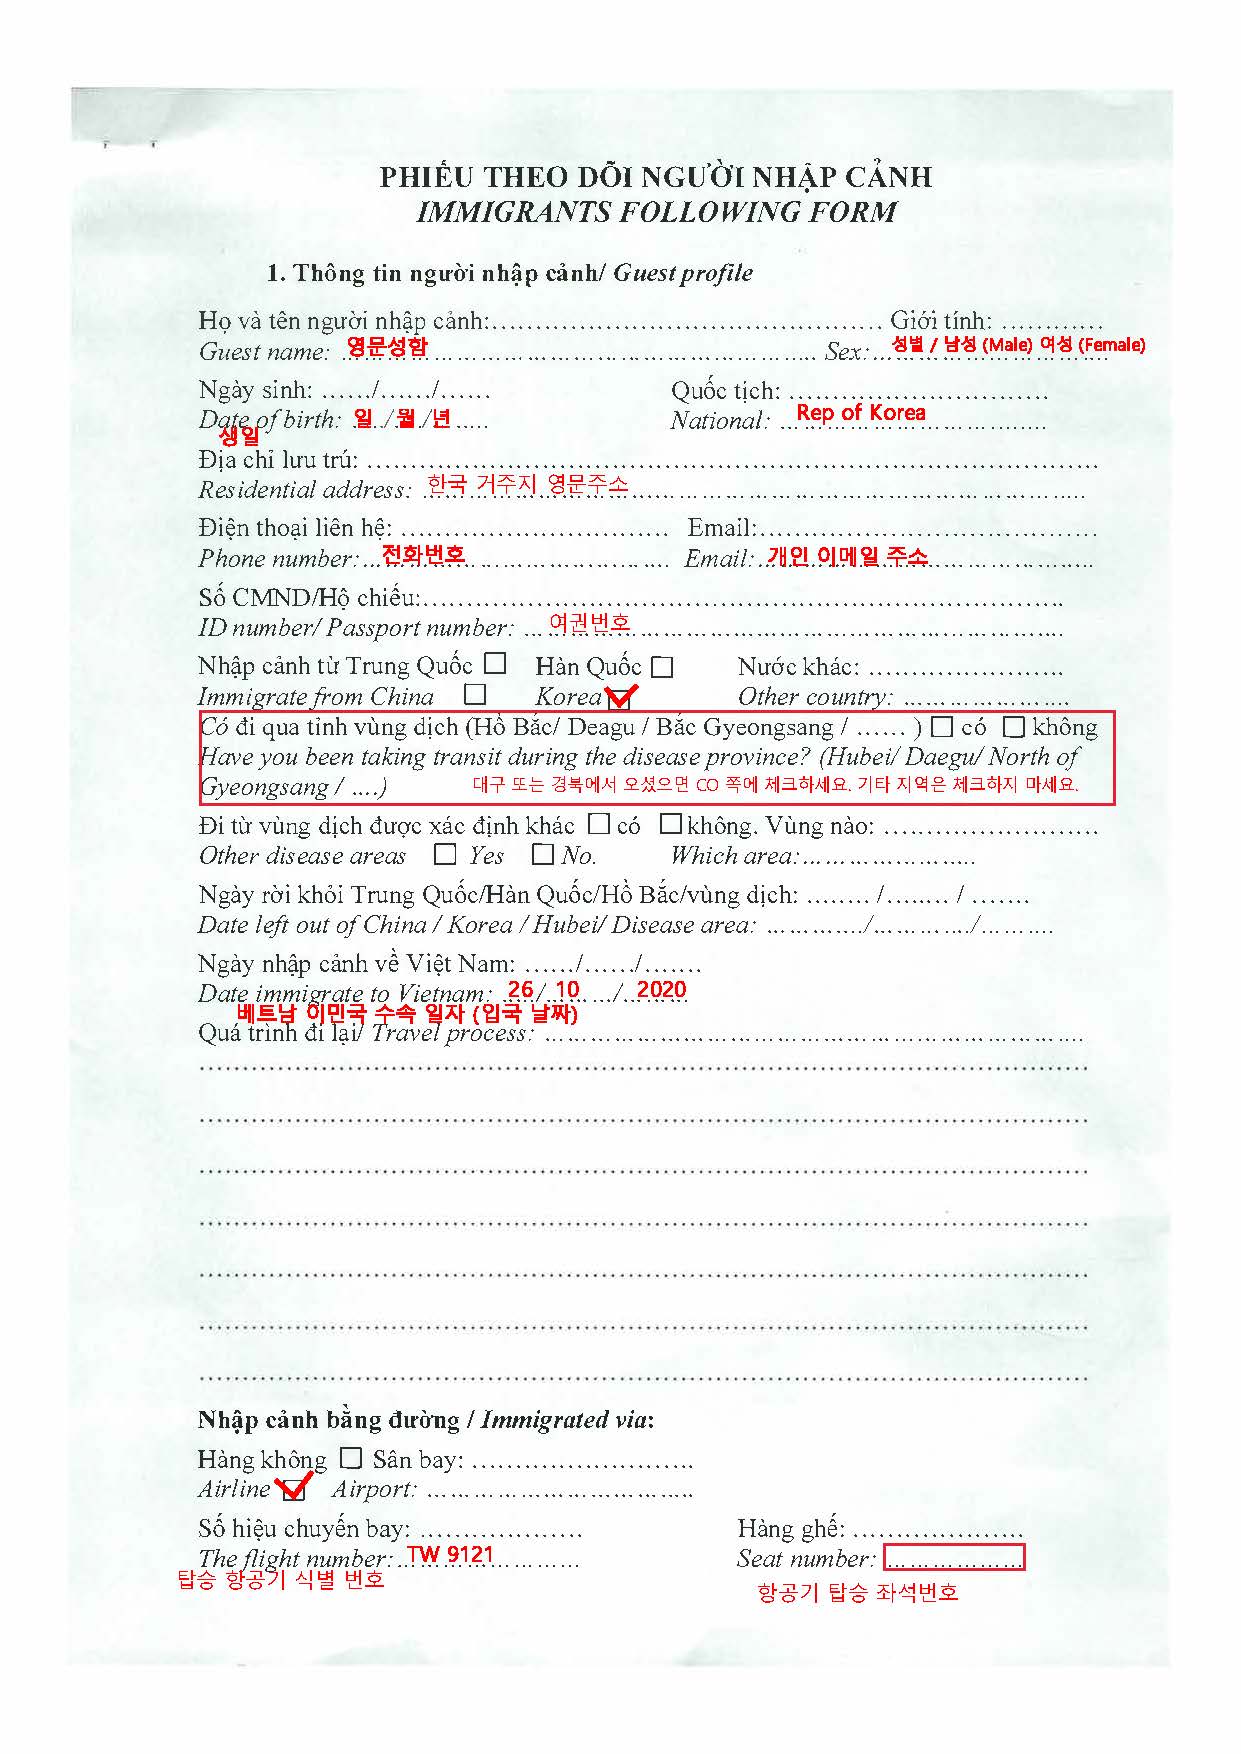 PHIẾU THEO DÕI NGƯỜI NHẬP CẢNH
IMMIGRANTS FOLLOWING FORM
1. Thông tin người nhập cảnh/ Guest profile
Họ và tên người nhập cảnh:………………………………………… Giới tính: …………
Guest name: 영문성함 ………………………………………… Sex: 성별 / 남성 (Male) 여성 (Female)
Ngày sinh: ……/……/…… Quốc tịch: …………………………
Date of birth: 일 / 월 / 년 ….. National: Rep of Korea ………
생일
Địa chỉ lưu trú: ……………………………………………………………………………
Residential address: 한국 거주지 영문주소 ………………………………………..
Điện thoại liên hệ: ………………………… Email:…………………………………
Phone number: 전화번호 ………………… Email: 개인 이메일 주소 …………..
Số CMND/Hộ chiếu:………………………………………………………………..
ID number/ Passport number: 여권번호 …………………………………………
Nhập cảnh từ Trung Quốc ☐ Hàn Quốc ☐ Nước khác: …………………..
Immigrate from China ☐ Korea ☑ Other country: ………………….
Có đi qua tỉnh vùng dịch (Hồ Bắc/ Deagu / Bắc Gyeongsang / …… ) ☐ có ☐ không
Have you been taking transit during the disease province? (Hubei/ Daegu/ North of
Gyeongsang / ….) 대구 또는 경북에서 오셨으면 CO 쪽에 체크하세요. 기타 지역은 체크하지 마세요.
Đi từ vùng dịch được xác định khác ☐ có ☐ không. Vùng nào: …………………….
Other disease areas ☐ Yes ☐ No. Which area:…………………..
Ngày rời khỏi Trung Quốc/Hàn Quốc/Hồ Bắc/vùng dịch: …….. /…….. / …….
Date left out of China / Korea / Hubei/ Disease area: …………./…………./……….
Ngày nhập cảnh về Việt Nam: ……/……/…….
Date immigrate to Vietnam: 26 / 10 / 2020
베트남 이민국 수속 일자 (입국 날짜)
Quá trình đi lại/ Travel process: …………………………………………………………….
……………………………………………………………………………………………
……………………………………………………………………………………………
……………………………………………………………………………………………
……………………………………………………………………………………………
……………………………………………………………………………………………
……………………………………………………………………………………………
……………………………………………………………………………………………
Nhập cảnh bằng đường / Immigrated via:
Hàng không ☐ Sân bay: ……………………..
Airline ☑ Airport: ……………………………..
Số hiệu chuyến bay: ………………. Hàng ghế: ………………..
The flight number: TW 9121 ………… Seat number: ………………
탑승 항공기 식별 번호
항공기 탑승 좌석번호